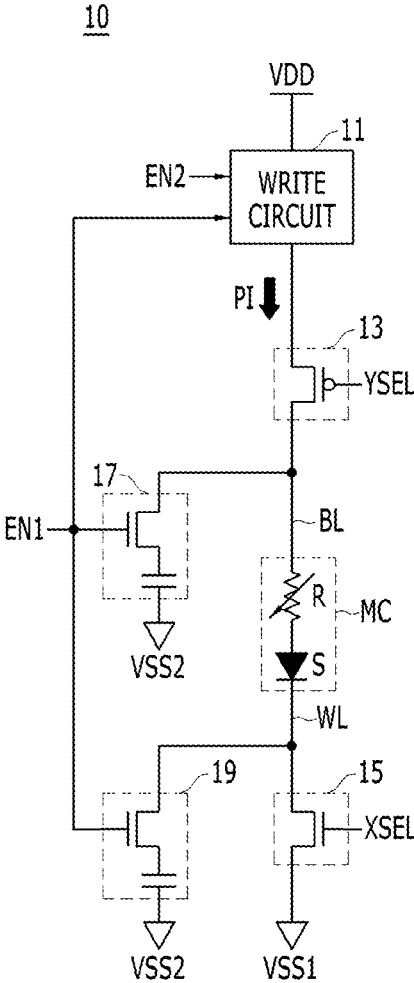 10
VDD
11
EN2
WRITE
CIRCUIT
PI
13
YSEL
17
EN1
BL
R
MC
VSS2
S
WL
19
15
XSEL
VSS2
VSS1